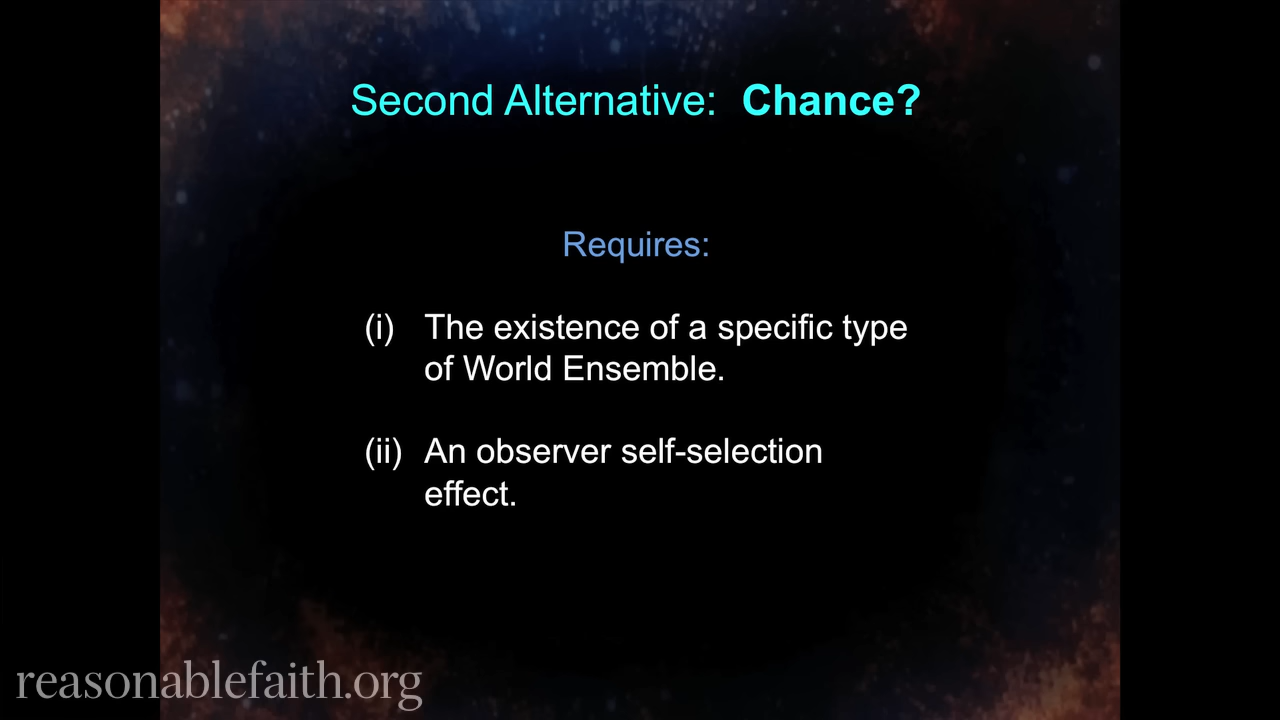 Second Alternative: Chance?
Requires:
(i) The existence of a specific type
of World Ensemble.
(ii) An observer self-selection
effect.
reasonablefaith.org